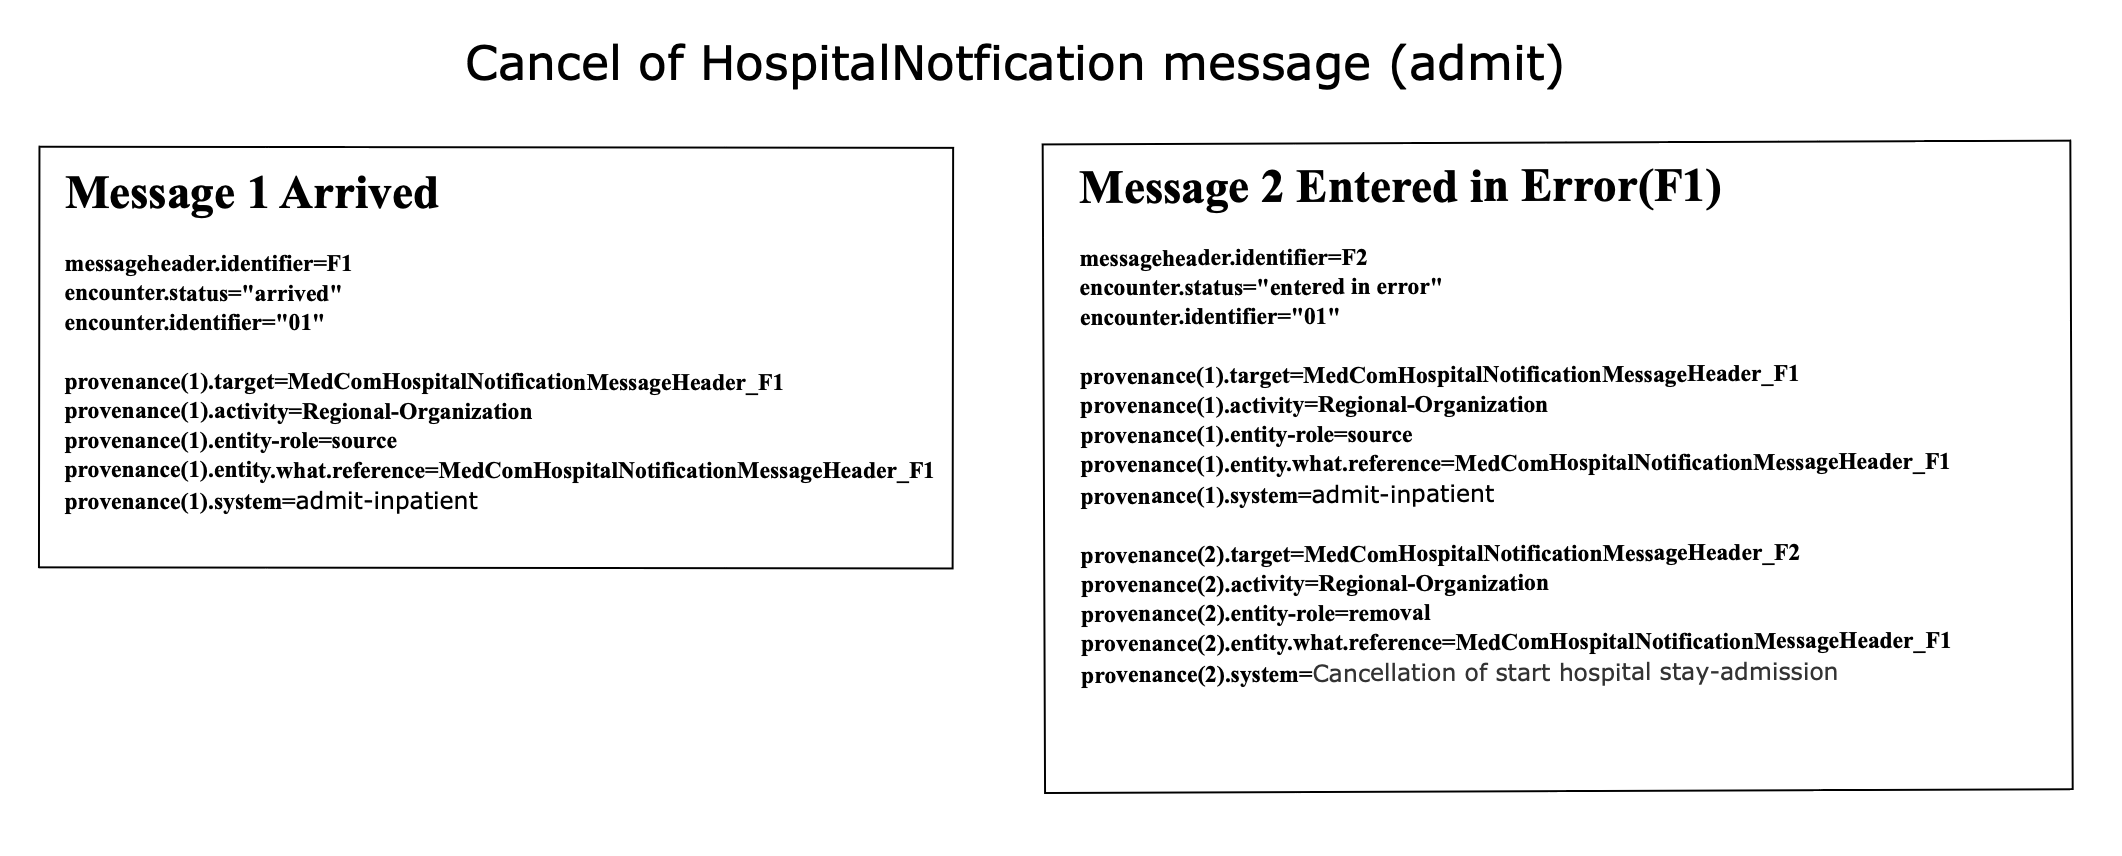 Cancel of HospitalNotfication message (admit)
Message 1 Arrived
messageheader.identifier=F1
encounter.status="arrived"
encounter.identifier="01"
provenance(1).target=MedComHospitalNotificationMessageHeader_F1
provenance(1).activity=Regional-Organization
provenance(1).entity-role=source
provenance(1).entity.what.reference=MedComHospitalNotificationMessageHeader_F1
provenance(1).system=admit-inpatient
Message 2 Entered in Error(F1)
messageheader.identifier=F2
encounter.status="entered in error"
encounter.identifier="01"
provenance(1).target=MedComHospitalNotificationMessageHeader_F1
provenance(1).activity=Regional-Organization
provenance(1).entity-role=source
provenance(1).entity.what.reference=MedComHospitalNotificationMessageHeader_F1
provenance(1).system=admit-inpatient
provenance(2).target=MedComHospitalNotificationMessageHeader_F2
provenance(2).activity=Regional-Organization
provenance(2).entity-role=removal
provenance(2).entity.what.reference=MedComHospitalNotificationMessageHeader_F1
provenance(2).system=Cancellation of start hospital stay-admission